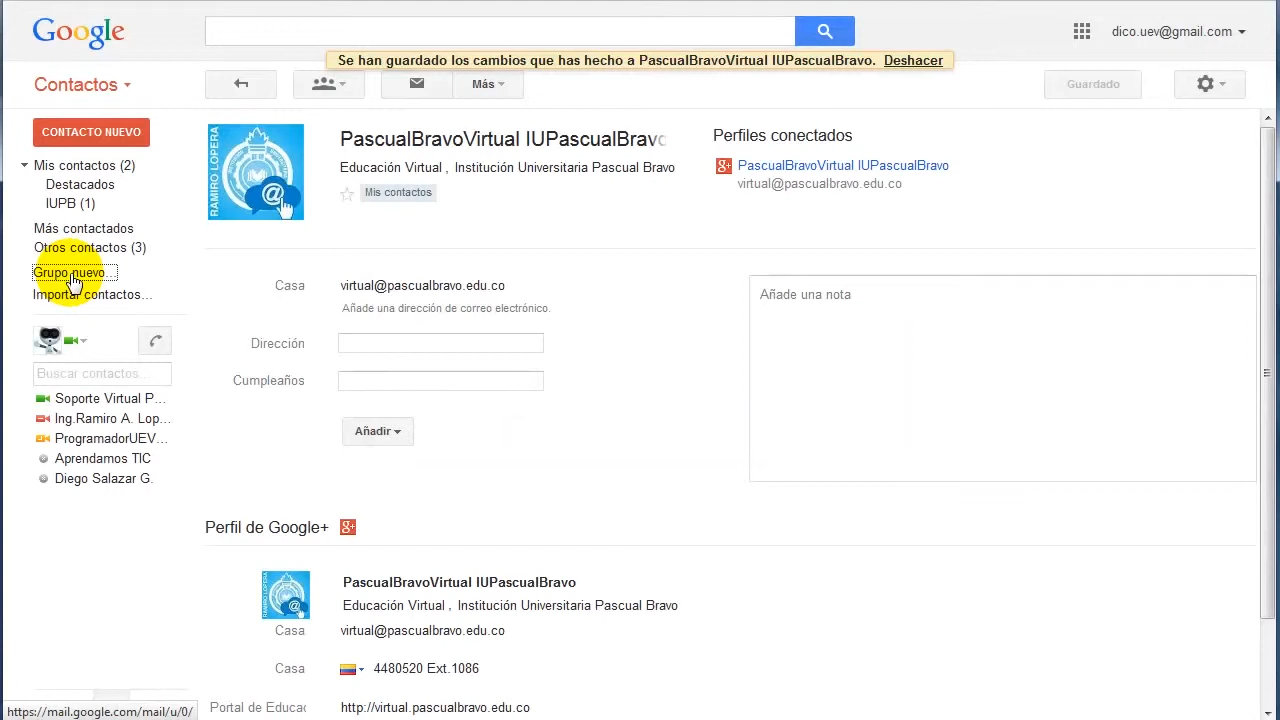 Google
dico.uev@gmail.com
Se han guardado los cambios que has hecho a PascualBravoVirtual IUPascualBravo. Deshacer
Contactos
Más
Guardado
CONTACTO NUEVO
Mis contactos (2)
Destacados
IUPB (1)
Más contactados
Otros contactos (3)
Grupo nuevo...
Importar contactos...
Buscar contactos...
Soporte Virtual P...
Ing.Ramiro A. Lop...
ProgramadorUEV...
Aprendamos TIC
Diego Salazar G.
RAMIRO LOPERA
@
PascualBravoVirtual IUPascualBravo
Educación Virtual , Institución Universitaria Pascual Bravo
Mis contactos
Perfiles conectados
g+ PascualBravoVirtual IUPascualBravo
virtual@pascualbravo.edu.co
Casa virtual@pascualbravo.edu.co
Añade una dirección de correo electrónico.
Dirección
Cumpleaños
Añadir
Añade una nota
Perfil de Google+ g+
PascualBravoVirtual IUPascualBravo
Educación Virtual , Institución Universitaria Pascual Bravo
Casa virtual@pascualbravo.edu.co
Casa 4480520 Ext.1086
Portal de Educac http://virtual.pascualbravo.edu.co
https://mail.google.com/mail/u/0/